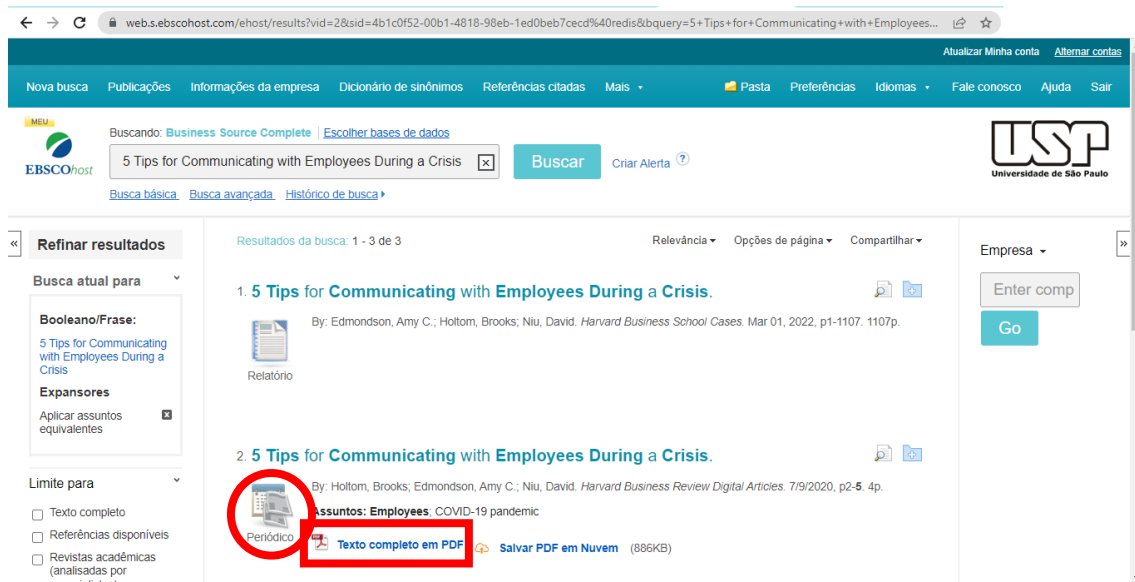 web.s.ebscohost.com/ehost/results?vid=2&sid=4b1c0f52-00b1-4818-98eb-1ed0beb7cecd%40redis&bquery=5+Tips+for+Communicating+with+Employees...
Atualizar Minha conta Alternar contas
Nova busca Publicações Informações da empresa Dicionário de sinônimos Referências citadas Mais Pasta Preferências Idiomas Fale conosco Ajuda Sair
MEU
EBSCOhost
Buscando: Business Source Complete Escolher bases de dados
5 Tips for Communicating with Employees During a Crisis
Buscar Criar Alerta ?
Busca básica Busca avançada Histórico de busca
USP
Universidade de São Paulo
« Refinar resultados
Busca atual para
Booleano/Frase:
5 Tips for Communicating
with Employees During a
Crisis
Expansores
Aplicar assuntos
equivalentes
Limite para
Texto completo
Referências disponíveis
Revistas acadêmicas
(analisadas por
Resultados da busca: 1 - 3 de 3 Relevância Opções de página Compartilhar
1. 5 Tips for Communicating with Employees During a Crisis.
By: Edmondson, Amy C.; Holtom, Brooks; Niu, David. Harvard Business School Cases. Mar 01, 2022, p1-1107. 1107p.
Relatório
2. 5 Tips for Communicating with Employees During a Crisis.
By: Holtom, Brooks; Edmondson, Amy C.; Niu, David. Harvard Business Review Digital Articles. 7/9/2020, p2-5. 4p.
Assuntos: Employees; COVID-19 pandemic
Periódico
Texto completo em PDF Salvar PDF em Nuvem (886KB)
»
Empresa
Enter comp
Go